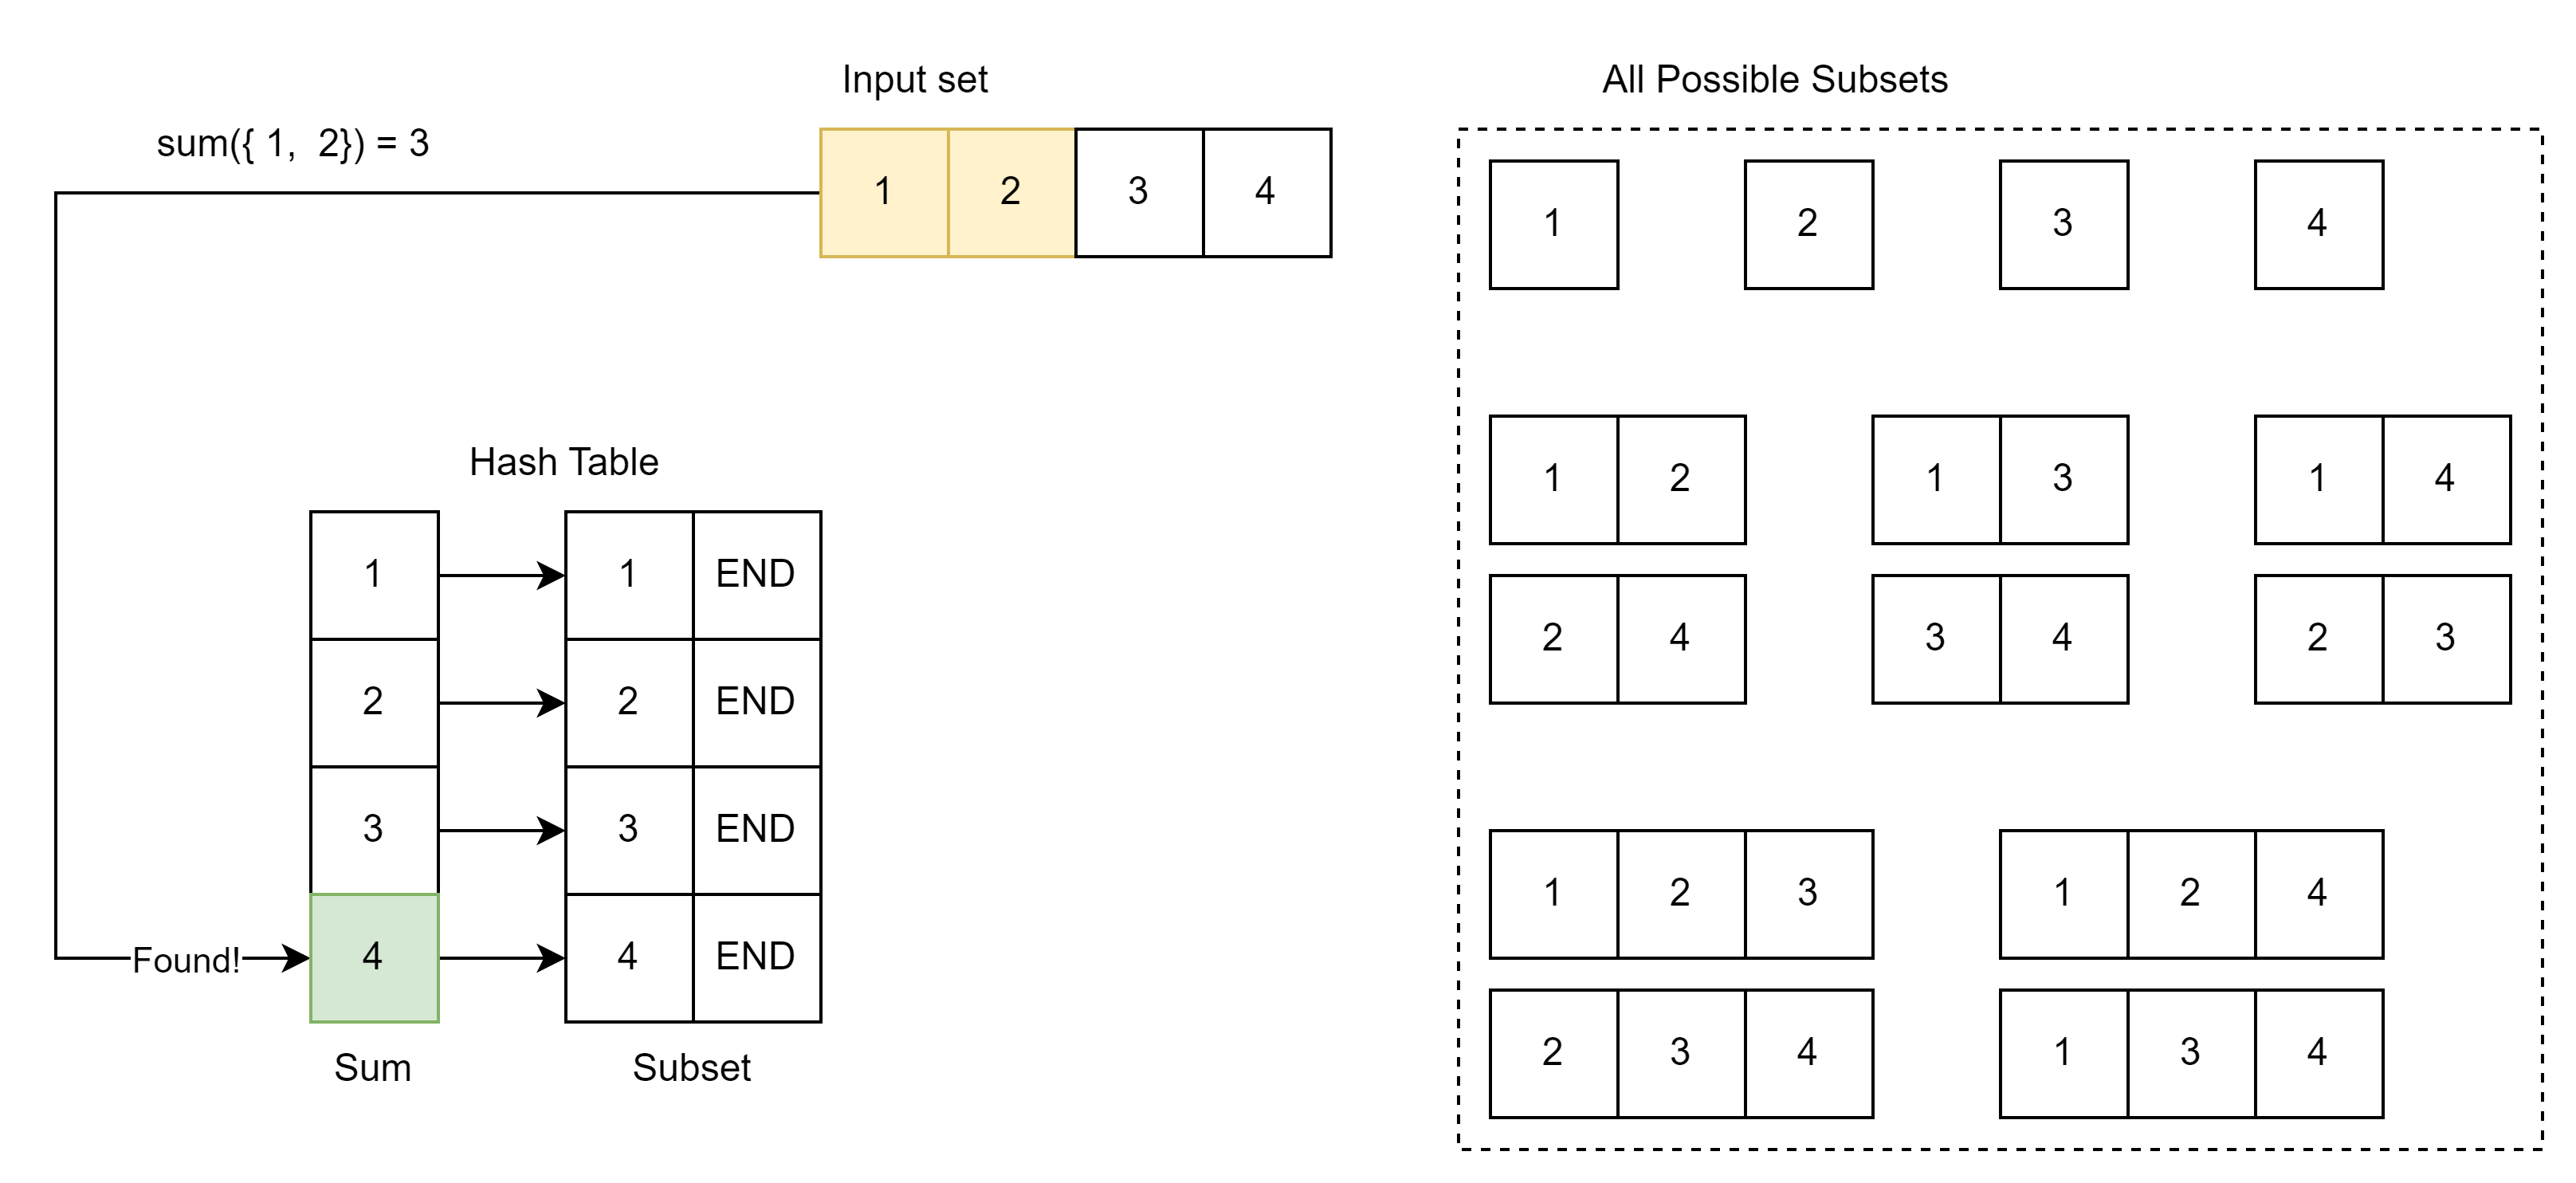 Input set
All Possible Subsets
sum({ 1,  2}) = 3
1 2 3 4
1 2 3 4
Hash Table
1 1 END
2 2 END
3 3 END
Found! 4 4 END
Sum Subset
1 2 1 3 1 4
2 4 3 4 2 3
1 2 3 1 2 4
2 3 4 1 3 4